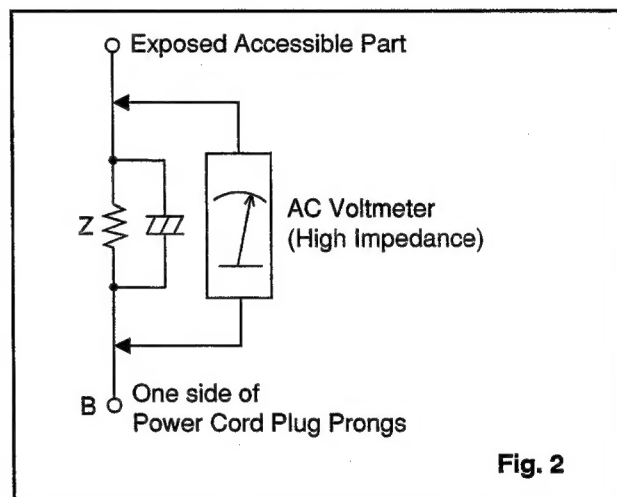 Exposed Accessible Part
Z
AC Voltmeter
(High Impedance)
B
One side of
Power Cord Plug Prongs
Fig. 2